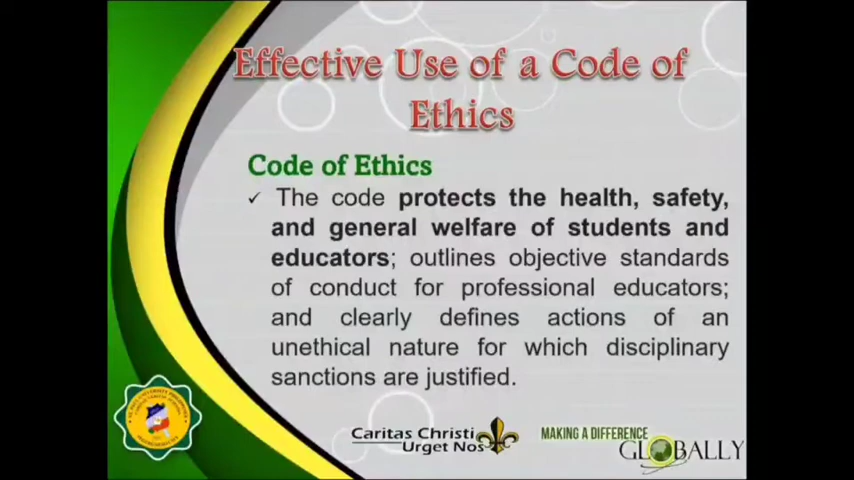 Effective Use of a Code of
Ethics
Code of Ethics
✓ The code protects the health, safety,
and general welfare of students and
educators; outlines objective standards
of conduct for professional educators;
and clearly defines actions of an
unethical nature for which disciplinary
sanctions are justified.
Caritas Christi
Urget Nos
MAKING A DIFFERENCE
GLOBALLY